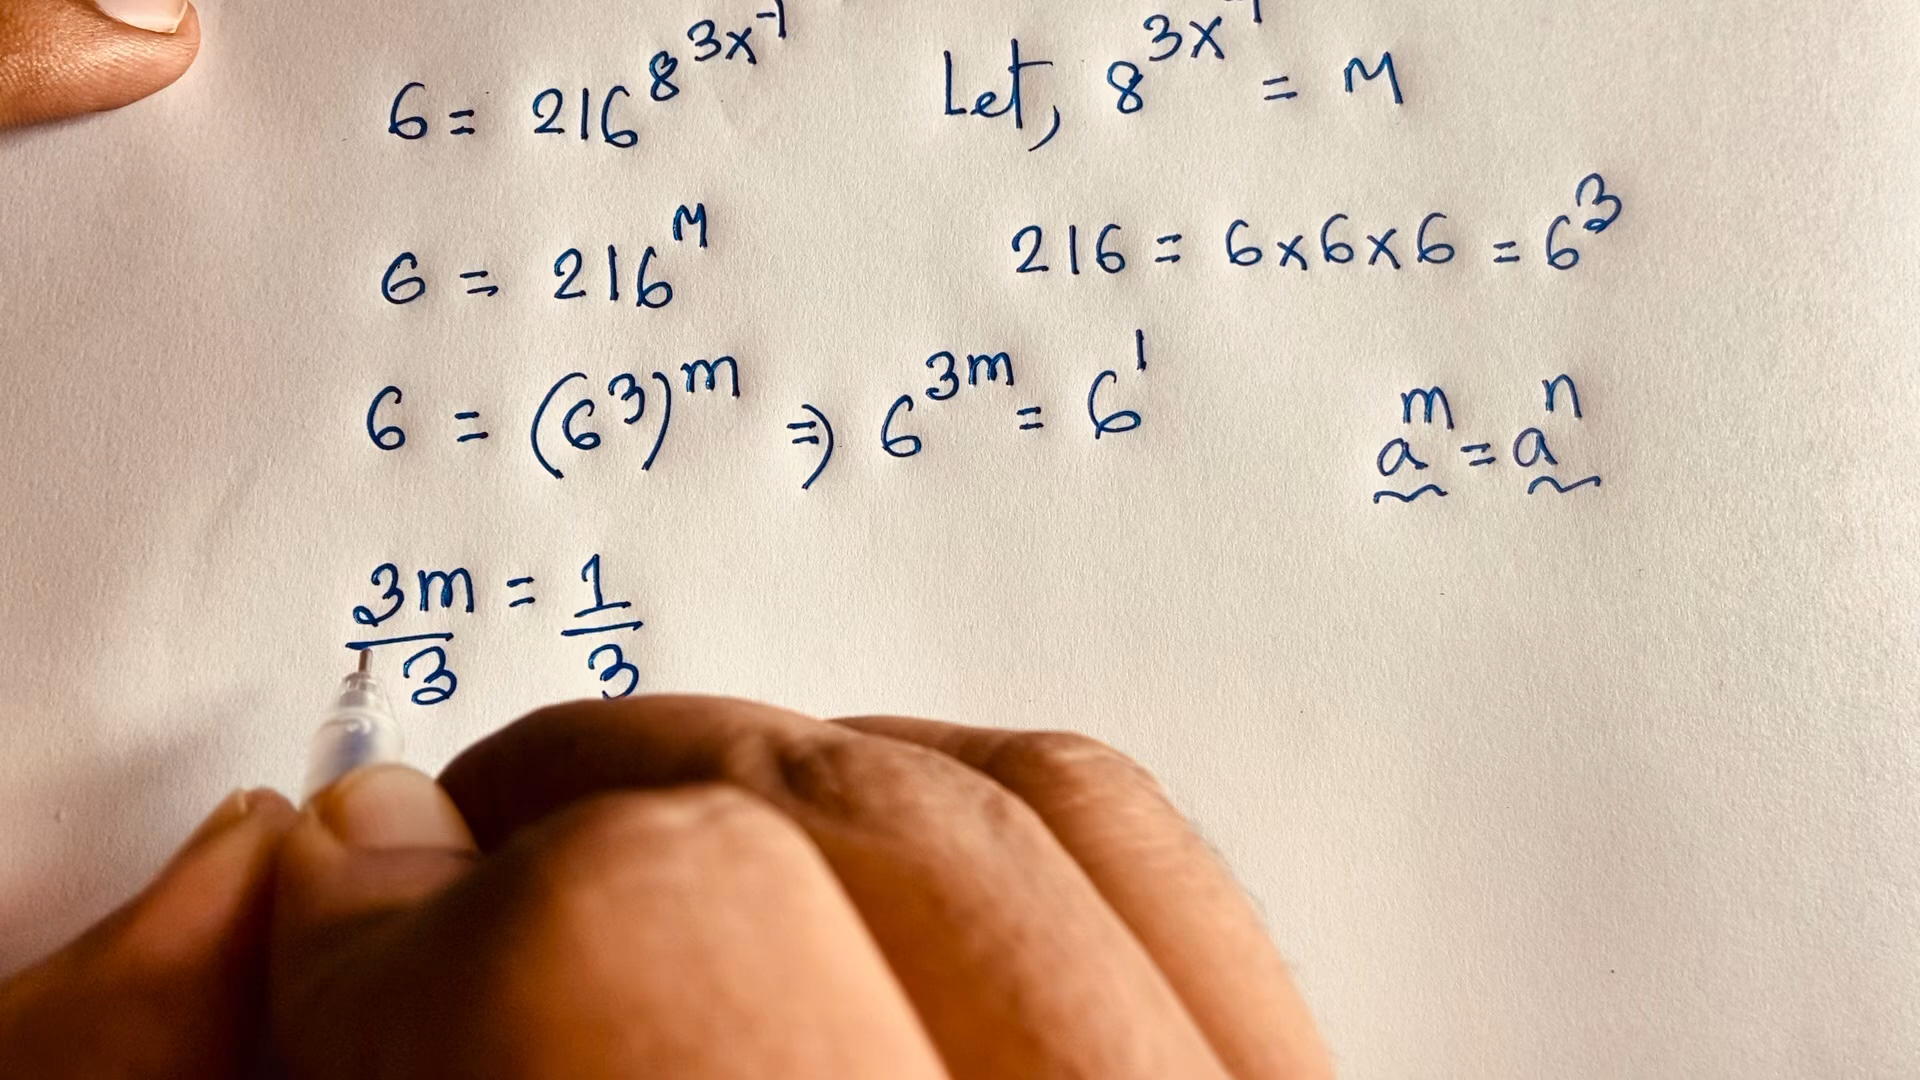 6 = 216^8^3x^-1 Let, 8^3x^-1 = M
6 = 216^M 216 = 6×6×6 = 6^3
6 = (6^3)^m ⇒ 6^3m = 6^1 a^m = a^n
3m/3 = 1/3